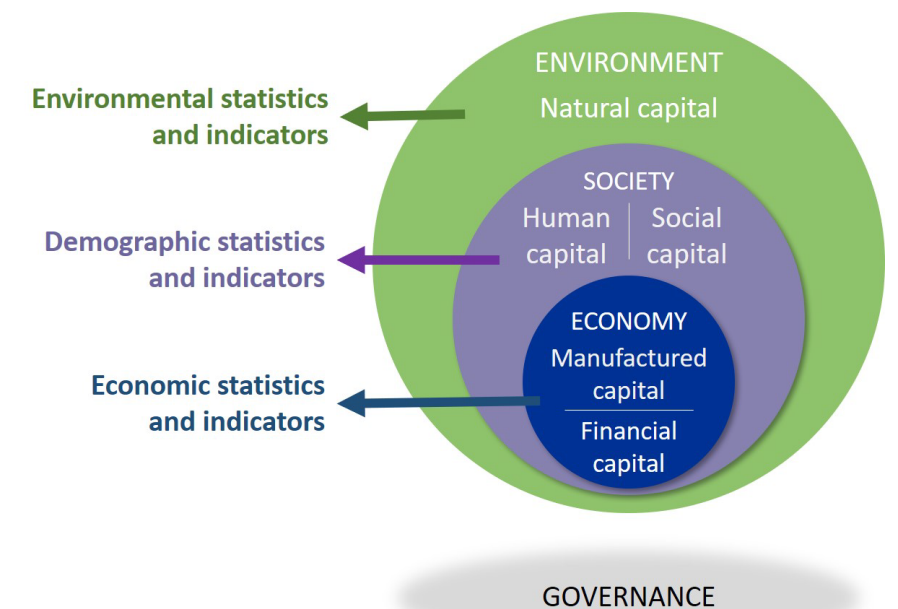 ENVIRONMENT
Natural capital
Environmental statistics
and indicators
SOCIETY
Human
capital
Social
capital
Demographic statistics
and indicators
ECONOMY
Manufactured
capital
Financial
capital
Economic statistics
and indicators
GOVERNANCE